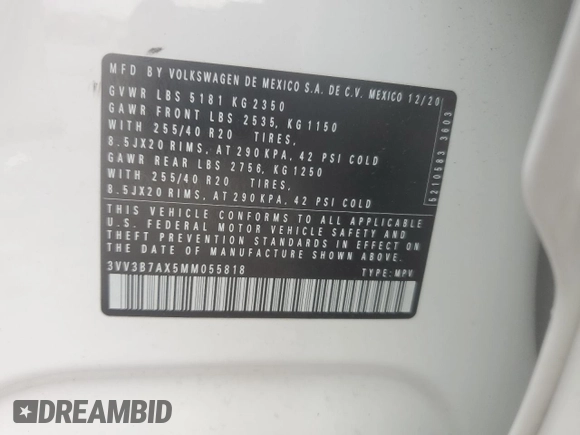 MFD BY VOLKSWAGEN DE MEXICO S.A. DE C.V. MEXICO 12/20
GVWR LBS 5181 KG 2350
GAWR FRONT LBS 2535, KG 1150
WITH 255/40 R20 TIRES,
8.5JX20 RIMS, AT 290 KPA, 42 PSI COLD
GAWR REAR LBS 2756, KG 1250
WITH 255/40 R20 TIRES,
8.5JX20 RIMS, AT 290 KPA, 42 PSI COLD
THIS VEHICLE CONFORMS TO ALL APPLICABLE
U.S. FEDERAL MOTOR VEHICLE SAFETY AND
THEFT PREVENTION STANDARDS IN EFFECT ON
THE DATE OF MANUFACTURE SHOWN ABOVE.
3VV3B7AX5MM055818 TYPE: MPV
5210583 3603
DREAMBID